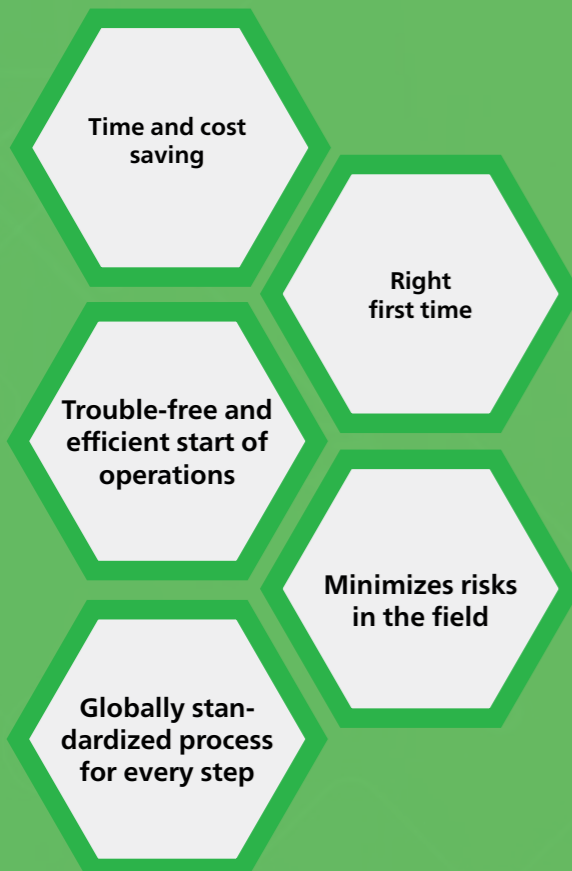 Time and cost
saving
Right
first time
Trouble-free and
efficient start of
operations
Minimizes risks
in the field
Globally stan-
dardized process
for every step